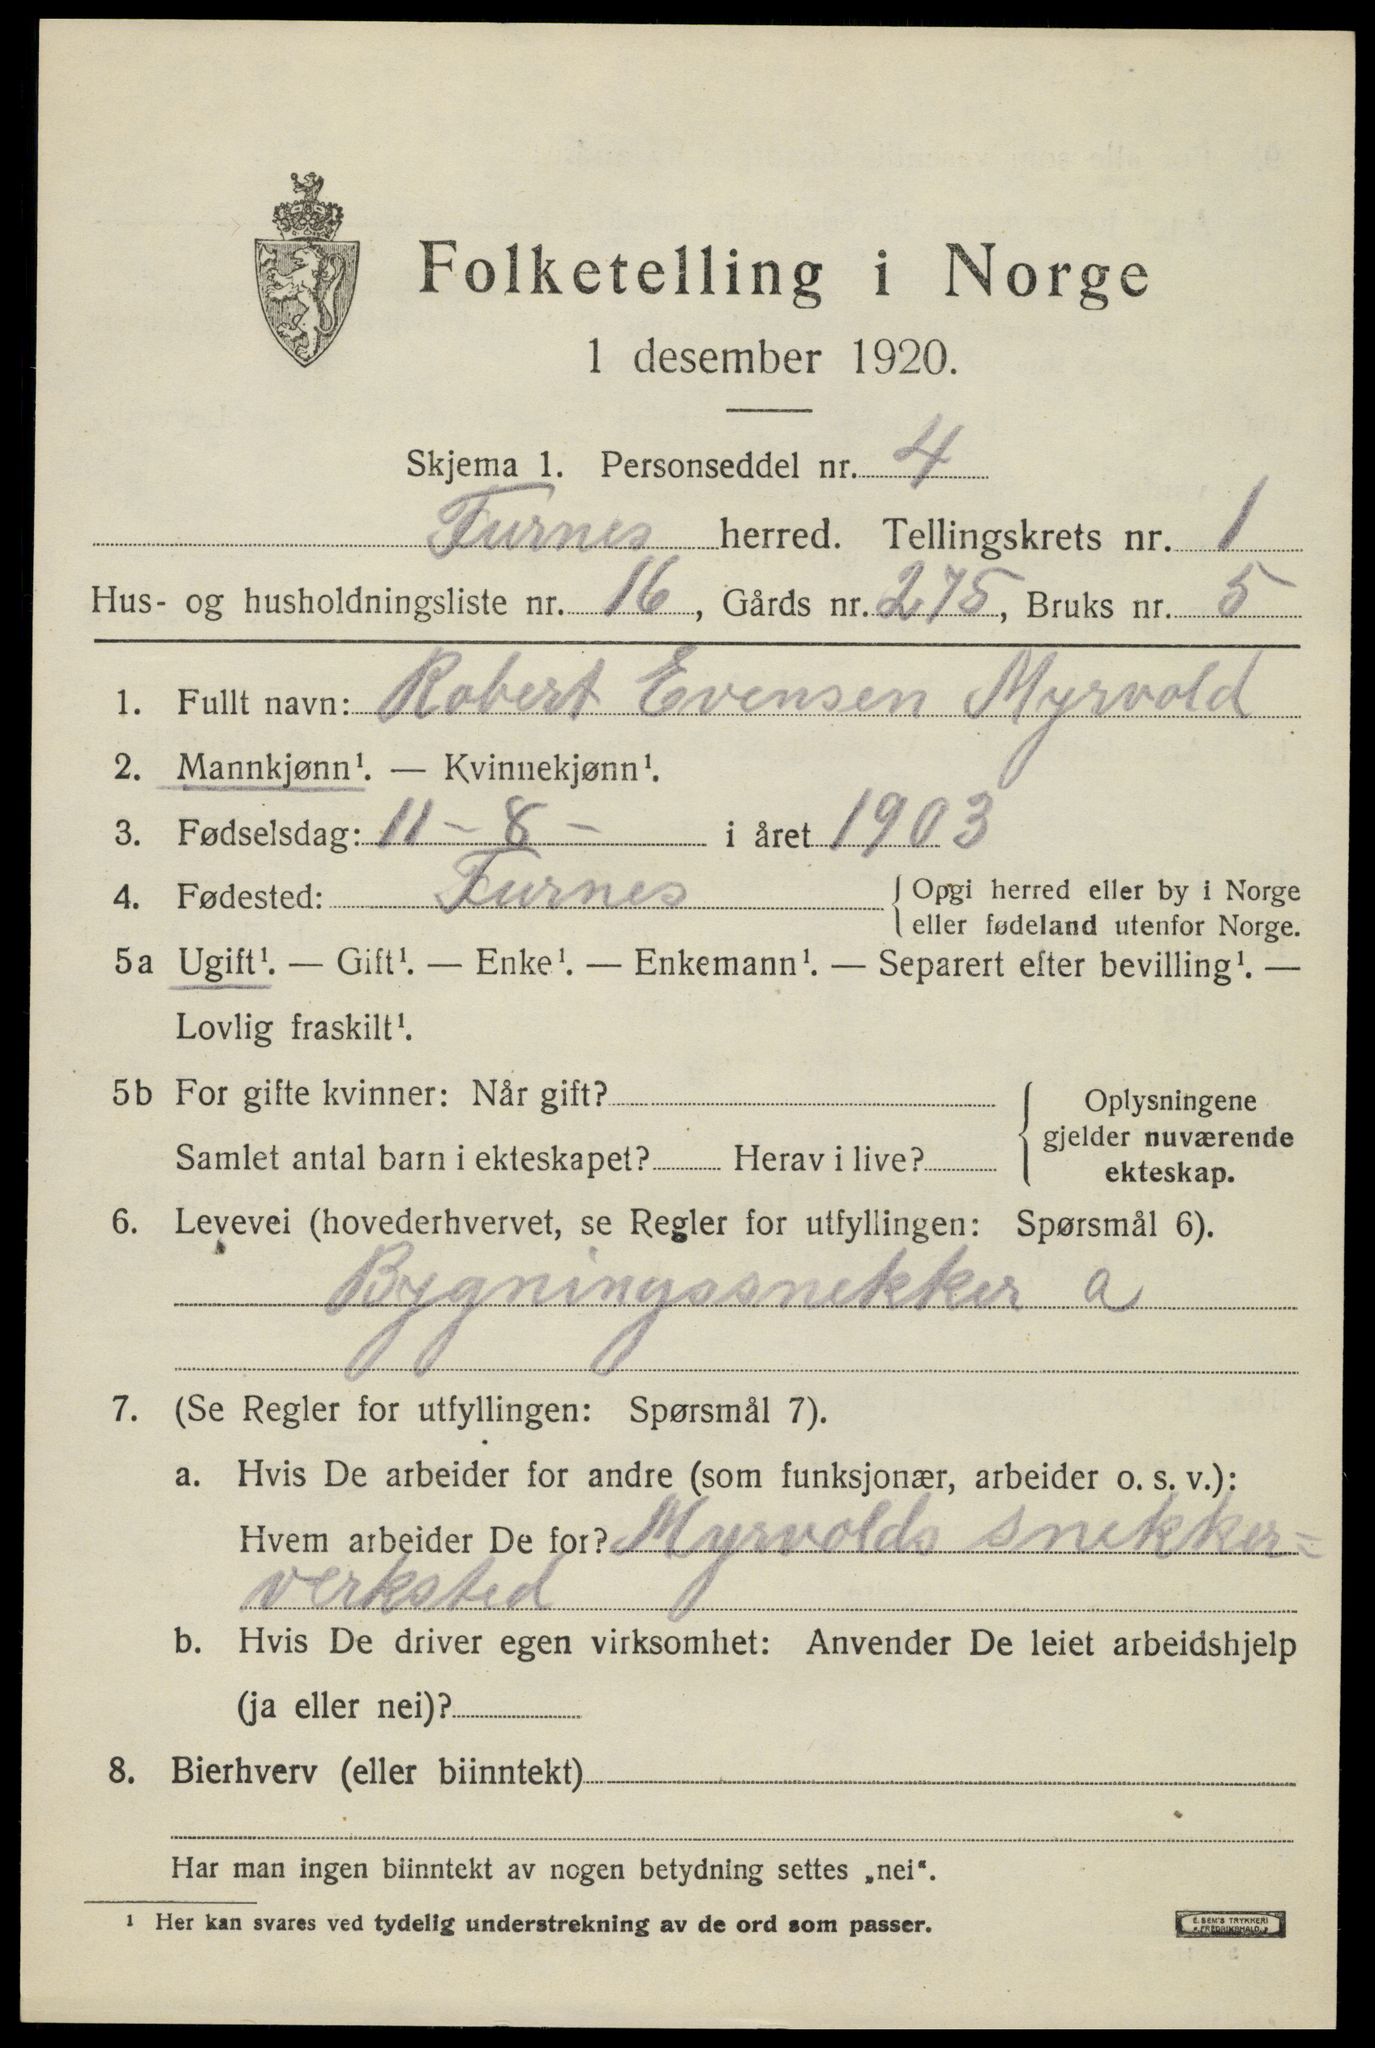 Folketelling i Norge
1 desember 1920.
Skjema 1. Personseddel nr. 4
Furnes herred. Tellingskrets nr. 1
Hus- og husholdningsliste nr. 16, Gårds nr. 275, Bruks nr. 5
1. Fullt navn: Robert Evensen Myrvold
2. Mannkjønn¹. — Kvinnekjønn¹.
3. Fødselsdag: 11 - 8 - i året 1903
4. Fødested: Furnes { Opgi herred eller by i Norge
eller fødeland utenfor Norge.
5a Ugift¹. — Gift¹. — Enke¹. — Enkemann¹. — Separert efter bevilling¹. —
Lovlig fraskilt¹.
5b For gifte kvinner: Når gift?
Samlet antal barn i ekteskapet? Herav i live?
{ Oplysningene
gjelder nuværende
ekteskap.
6. Levevei (hovederhvervet, se Regler for utfyllingen: Spørsmål 6).
Bygningssnekker a
7. (Se Regler for utfyllingen: Spørsmål 7).
a. Hvis De arbeider for andre (som funksjonær, arbeider o. s. v.):
Hvem arbeider De for? Myrvolds snekker=
verksted
b. Hvis De driver egen virksomhet: Anvender De leiet arbeidshjelp
(ja eller nei)?
8. Bierhverv (eller biinntekt)
Har man ingen biinntekt av nogen betydning settes „nei“.
¹ Her kan svares ved tydelig understrekning av de ord som passer.
E. SEM'S TRYKKERI
FREDRIKSHALD